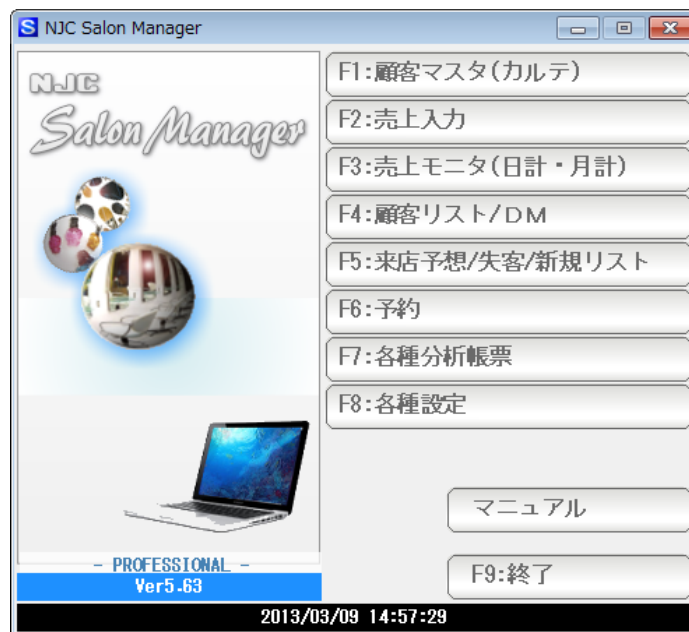 NJC Salon Manager
NJC
Salon Manager
F1:顧客マスタ(カルテ)
F2:売上入力
F3:売上モニタ(日計・月計)
F4:顧客リスト/DM
F5:来店予想/失客/新規リスト
F6:予約
F7:各種分析帳票
F8:各種設定
マニュアル
F9:終了
- PROFESSIONAL -
Ver5.63
2013/03/09 14:57:29